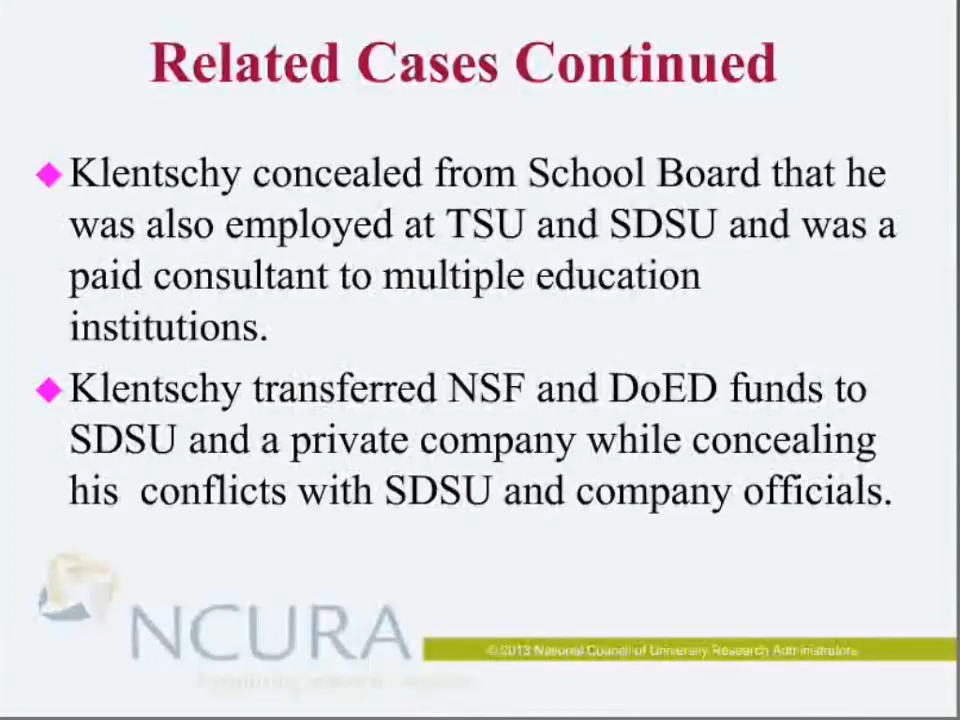 Related Cases Continued
Klentschy concealed from School Board that he
was also employed at TSU and SDSU and was a
paid consultant to multiple education
institutions.
Klentschy transferred NSF and DoED funds to
SDSU and a private company while concealing
his  conflicts with SDSU and company officials.
NCURA
© 2013 National Council of University Research Administrators